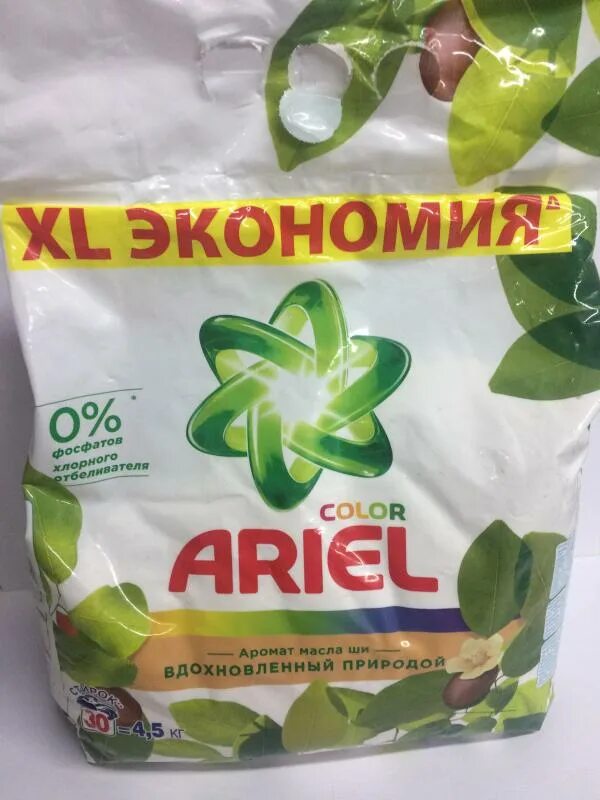 XL ЭКОНОМИЯ
0%*
фосфатов
хлорного
отбеливателя
COLOR
ARIEL
Аромат масла ши
ВДОХНОВЛЕННЫЙ ПРИРОДОЙ
СТИРОК**
30 = 4,5 кг